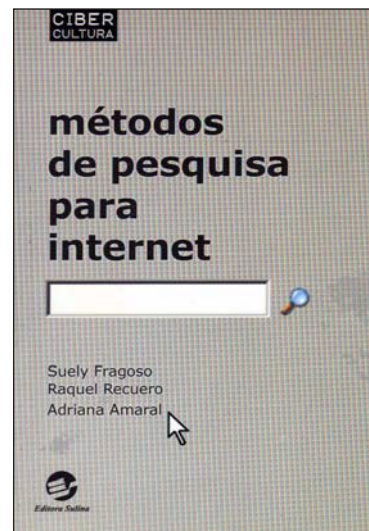 CIBER
CULTURA
métodos
de pesquisa
para
internet
Suely Fragoso
Raquel Recuero
Adriana Amaral
Editora Sulina